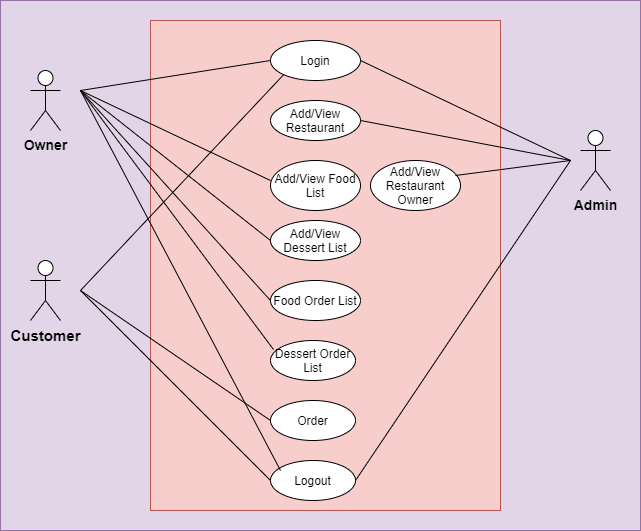 Login
Owner
Add/View
Restaurant
Add/View Food
List
Add/View
Restaurant
Owner
Admin
Add/View
Dessert List
Customer
Food Order List
Dessert Order
List
Order
Logout